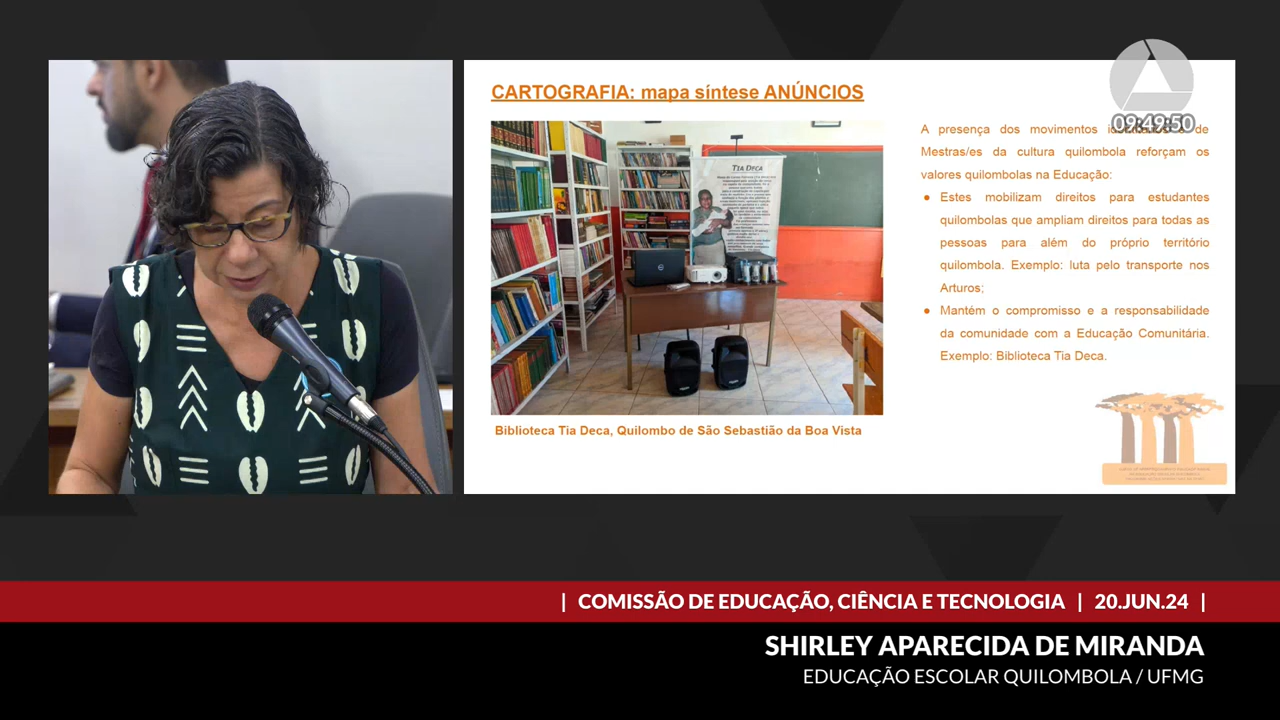 CARTOGRAFIA: mapa síntese ANÚNCIOS
09:49:50
A presença dos movimentos de
Mestras/es da cultura quilombola reforçam os
valores quilombolas na Educação:
● Estes mobilizam direitos para estudantes
quilombolas que ampliam direitos para todas as
pessoas para além do próprio território
quilombola. Exemplo: luta pelo transporte nos
Arturos;
● Mantém o compromisso e a responsabilidade
da comunidade com a Educação Comunitária.
Exemplo: Biblioteca Tia Deca.
TIA DECA
Biblioteca Tia Deca, Quilombo de São Sebastião da Boa Vista
| COMISSÃO DE EDUCAÇÃO, CIÊNCIA E TECNOLOGIA | 20.JUN.24 |
SHIRLEY APARECIDA DE MIRANDA
EDUCAÇÃO ESCOLAR QUILOMBOLA / UFMG